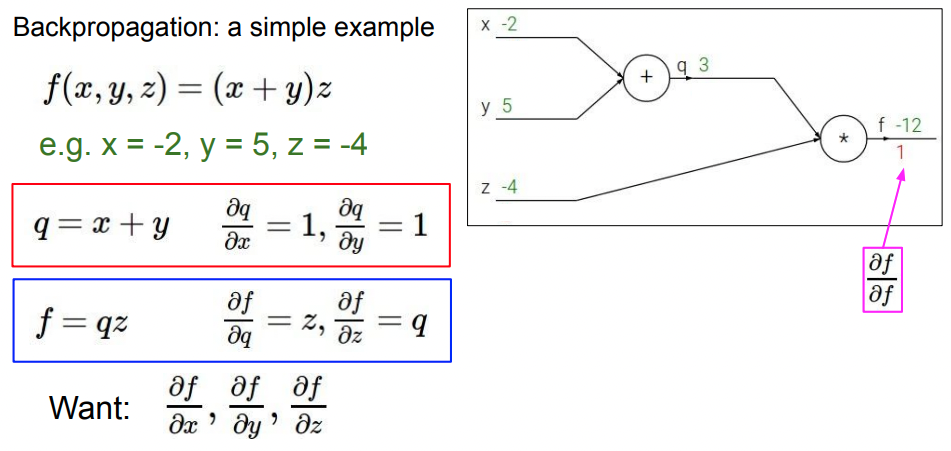 Backpropagation: a simple example
f(x, y, z) = (x + y)z
e.g. x = -2, y = 5, z = -4
q = x + y ∂q/∂x = 1, ∂q/∂y = 1
f = qz ∂f/∂q = z, ∂f/∂z = q
Want: ∂f/∂x, ∂f/∂y, ∂f/∂z
x -2
+
q 3
y 5
f -12
*
1
z -4
∂f/∂f